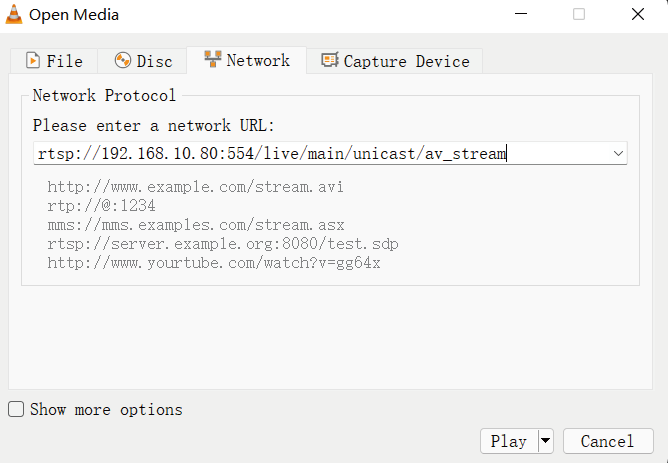 Open Media
File Disc Network Capture Device
Network Protocol
Please enter a network URL:
rtsp://192.168.10.80:554/live/main/unicast/av_stream
http://www.example.com/stream.avi
rtp://@:1234
mms://mms.examples.com/stream.asx
rtsp://server.example.org:8080/test.sdp
http://www.yourtube.com/watch?v=gg64x
Show more options
Play Cancel